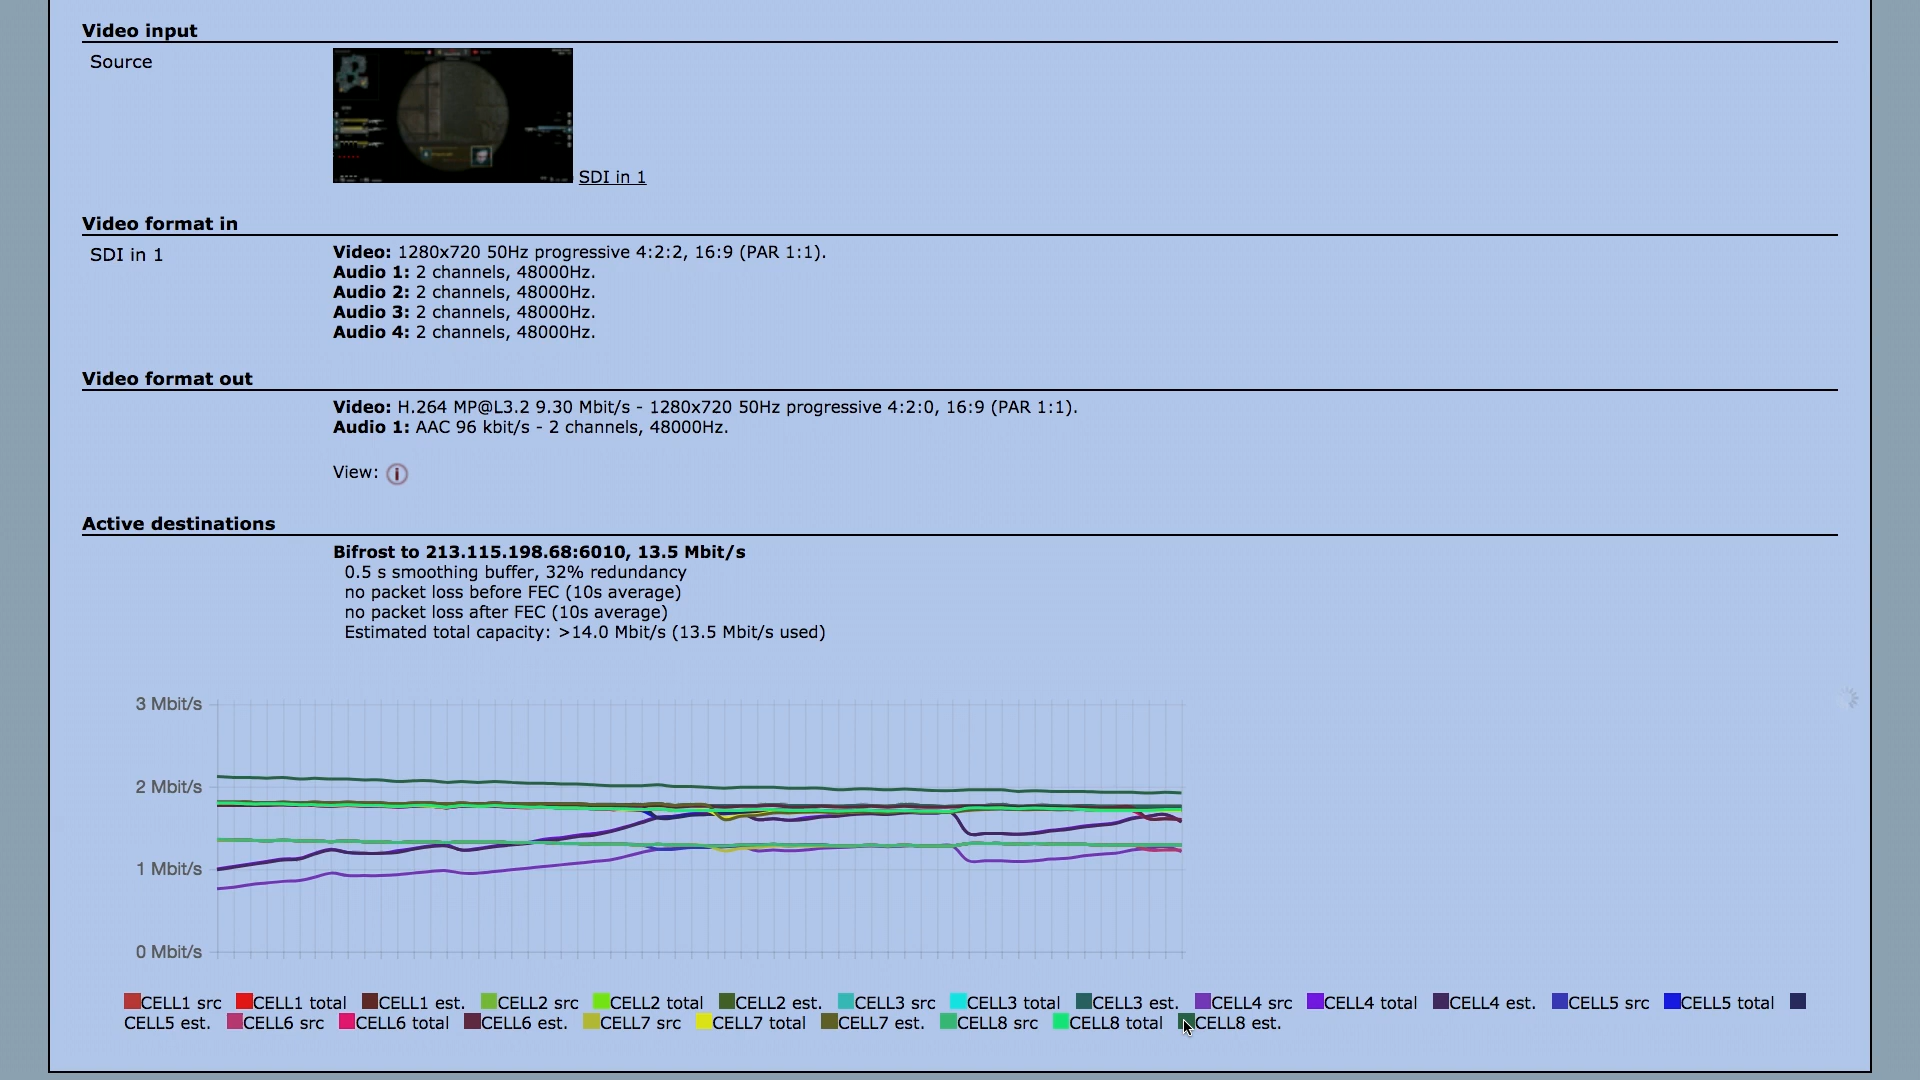 Video input
Source
SDI in 1
Video format in
SDI in 1
Video: 1280x720 50Hz progressive 4:2:2, 16:9 (PAR 1:1).
Audio 1: 2 channels, 48000Hz.
Audio 2: 2 channels, 48000Hz.
Audio 3: 2 channels, 48000Hz.
Audio 4: 2 channels, 48000Hz.
Video format out
Video: H.264 MP@L3.2 9.30 Mbit/s - 1280x720 50Hz progressive 4:2:0, 16:9 (PAR 1:1).
Audio 1: AAC 96 kbit/s - 2 channels, 48000Hz.
View: i
Active destinations
Bifrost to 213.115.198.68:6010, 13.5 Mbit/s
0.5 s smoothing buffer, 32% redundancy
no packet loss before FEC (10s average)
no packet loss after FEC (10s average)
Estimated total capacity: >14.0 Mbit/s (13.5 Mbit/s used)
3 Mbit/s
2 Mbit/s
1 Mbit/s
0 Mbit/s
CELL1 src CELL1 total CELL1 est. CELL2 src CELL2 total CELL2 est. CELL3 src CELL3 total CELL3 est. CELL4 src CELL4 total CELL4 est. CELL5 src CELL5 total
CELL5 est. CELL6 src CELL6 total CELL6 est. CELL7 src CELL7 total CELL7 est. CELL8 src CELL8 total CELL8 est.